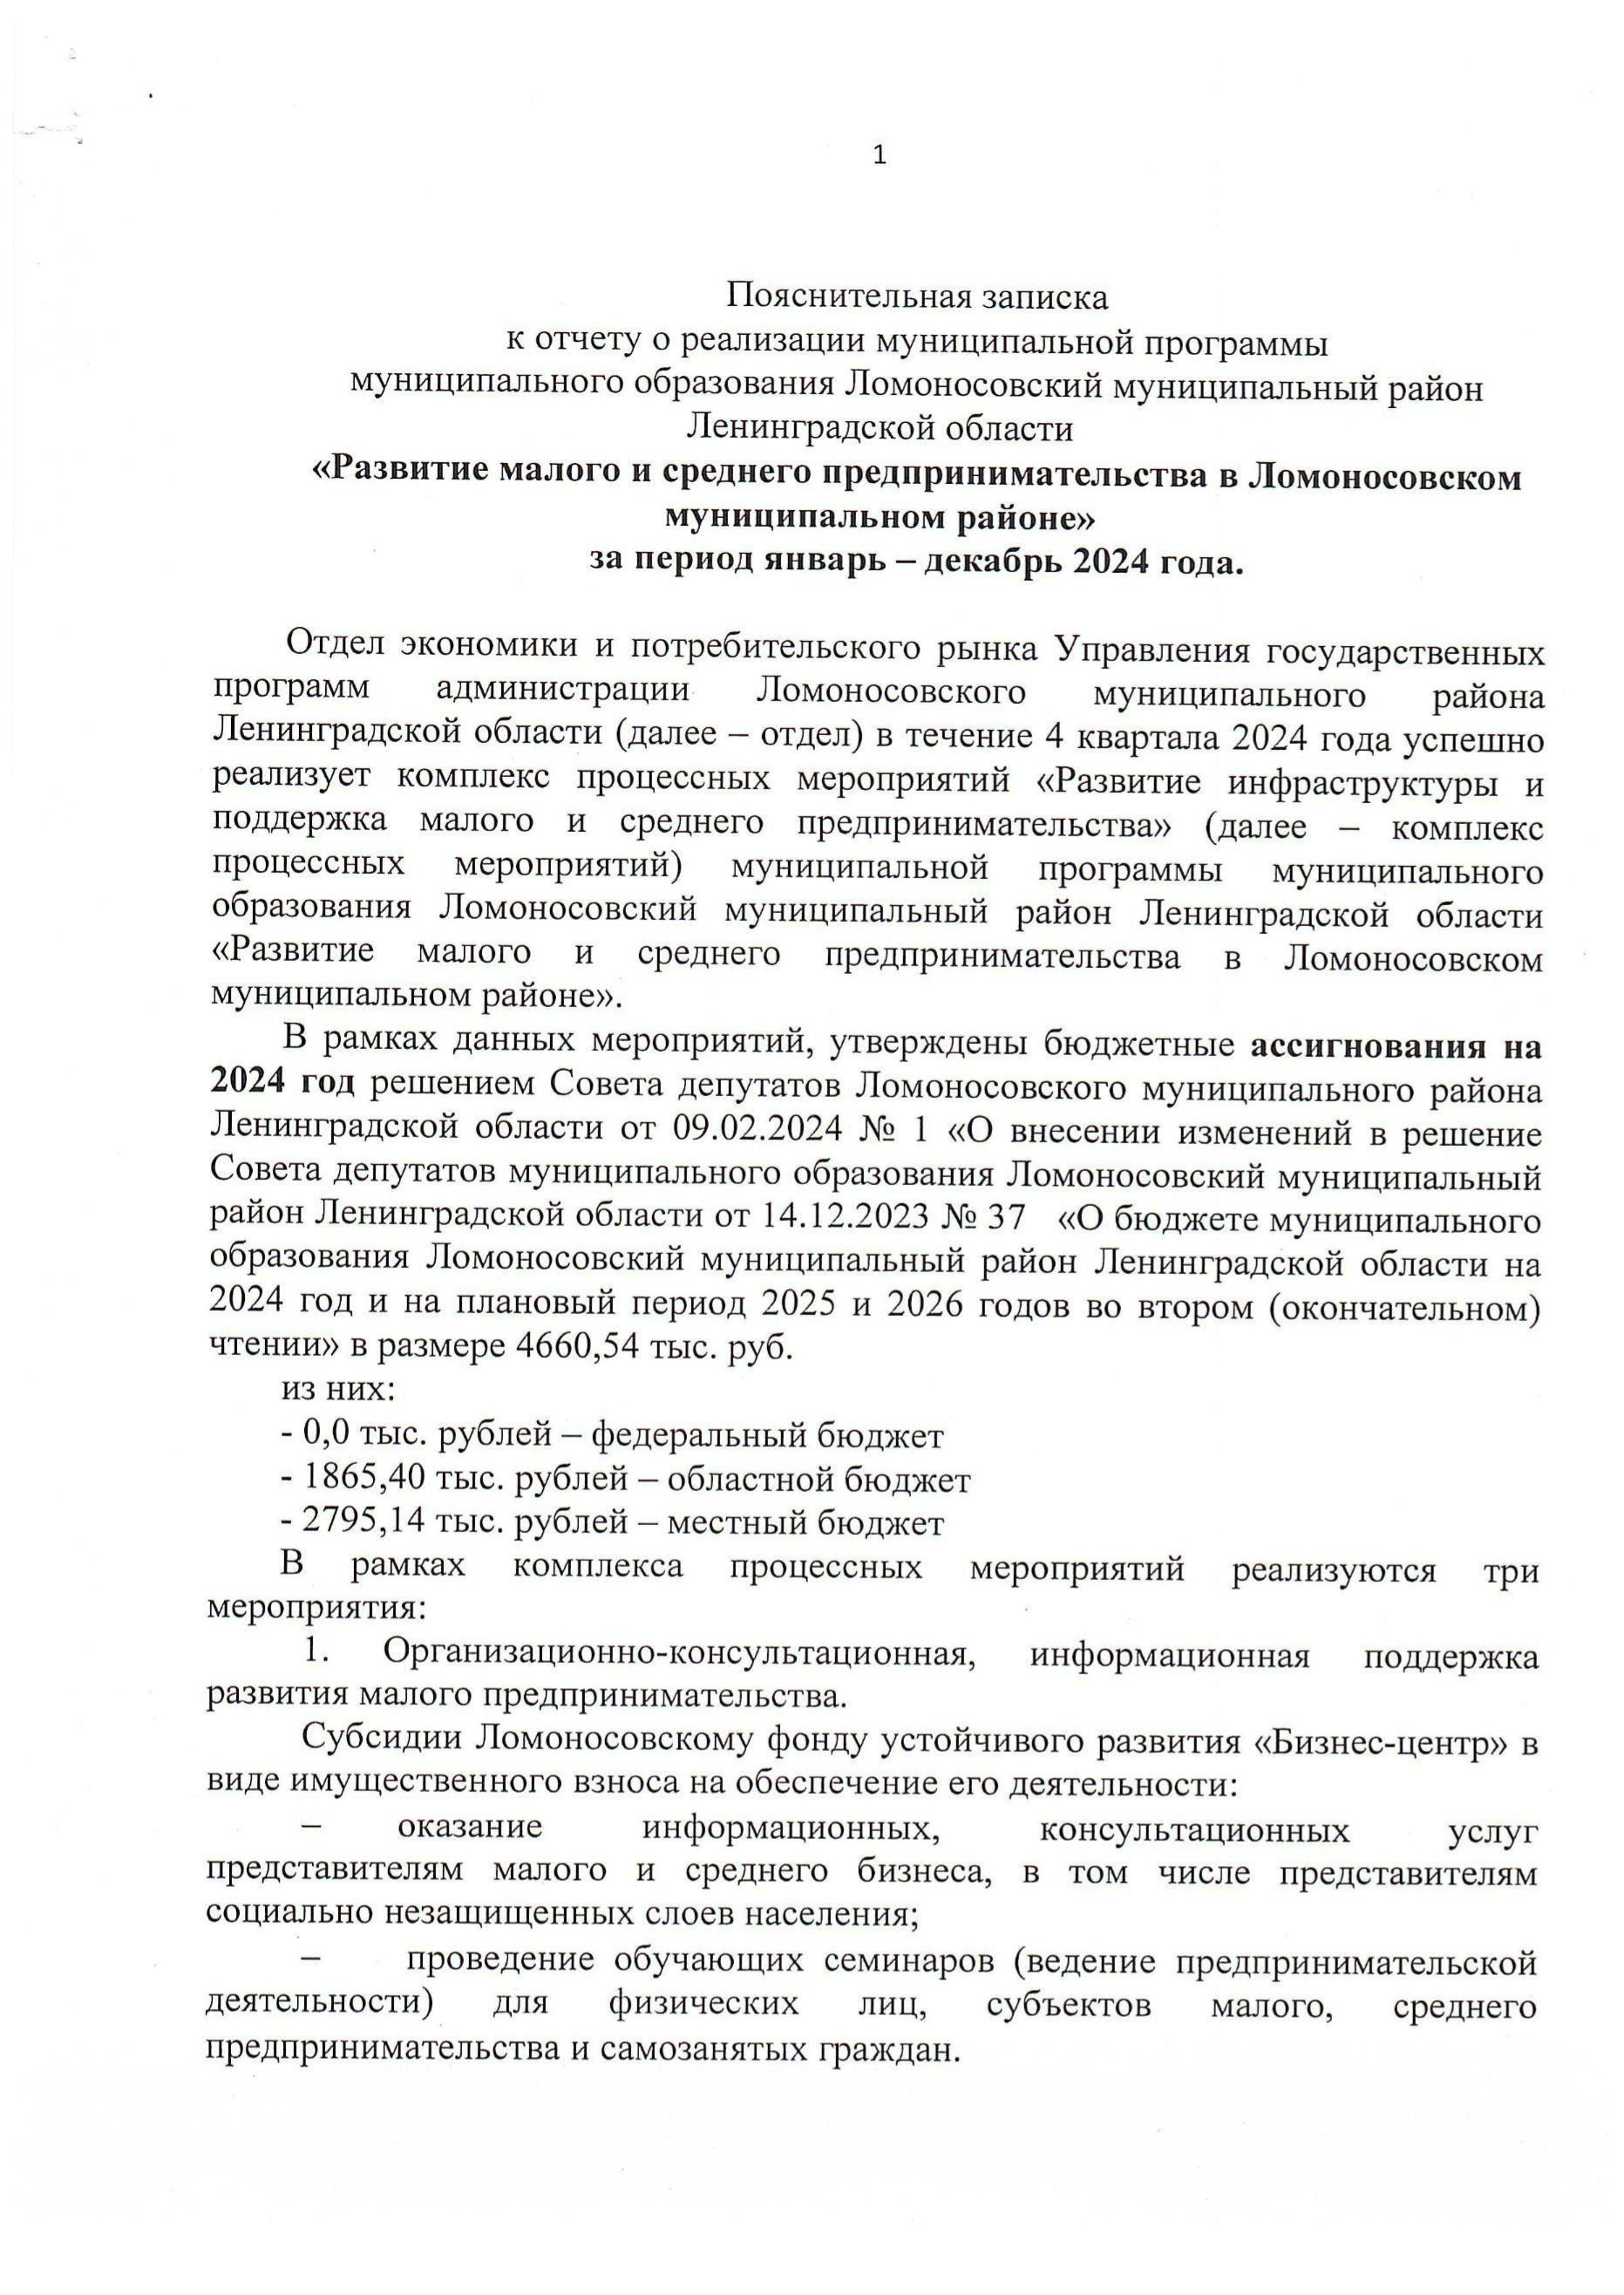 1
Пояснительная записка
к отчету о реализации муниципальной программы
муниципального образования Ломоносовский муниципальный район
Ленинградской области
«Развитие малого и среднего предпринимательства в Ломоносовском
муниципальном районе»
за период январь – декабрь 2024 года.
Отдел экономики и потребительского рынка Управления государственных
программ администрации Ломоносовского муниципального района
Ленинградской области (далее – отдел) в течение 4 квартала 2024 года успешно
реализует комплекс процессных мероприятий «Развитие инфраструктуры и
поддержка малого и среднего предпринимательства» (далее – комплекс
процессных мероприятий) муниципальной программы муниципального
образования Ломоносовский муниципальный район Ленинградской области
«Развитие малого и среднего предпринимательства в Ломоносовском
муниципальном районе».
В рамках данных мероприятий, утверждены бюджетные ассигнования на
2024 год решением Совета депутатов Ломоносовского муниципального района
Ленинградской области от 09.02.2024 № 1 «О внесении изменений в решение
Совета депутатов муниципального образования Ломоносовский муниципальный
район Ленинградской области от 14.12.2023 № 37 «О бюджете муниципального
образования Ломоносовский муниципальный район Ленинградской области на
2024 год и на плановый период 2025 и 2026 годов во втором (окончательном)
чтении» в размере 4660,54 тыс. руб.
из них:
- 0,0 тыс. рублей – федеральный бюджет
- 1865,40 тыс. рублей – областной бюджет
- 2795,14 тыс. рублей – местный бюджет
В рамках комплекса процессных мероприятий реализуются три
мероприятия:
1. Организационно-консультационная, информационная поддержка
развития малого предпринимательства.
Субсидии Ломоносовскому фонду устойчивого развития «Бизнес-центр» в
виде имущественного взноса на обеспечение его деятельности:
– оказание информационных, консультационных услуг
представителям малого и среднего бизнеса, в том числе представителям
социально незащищенных слоев населения;
– проведение обучающих семинаров (ведение предпринимательской
деятельности) для физических лиц, субъектов малого, среднего
предпринимательства и самозанятых граждан.